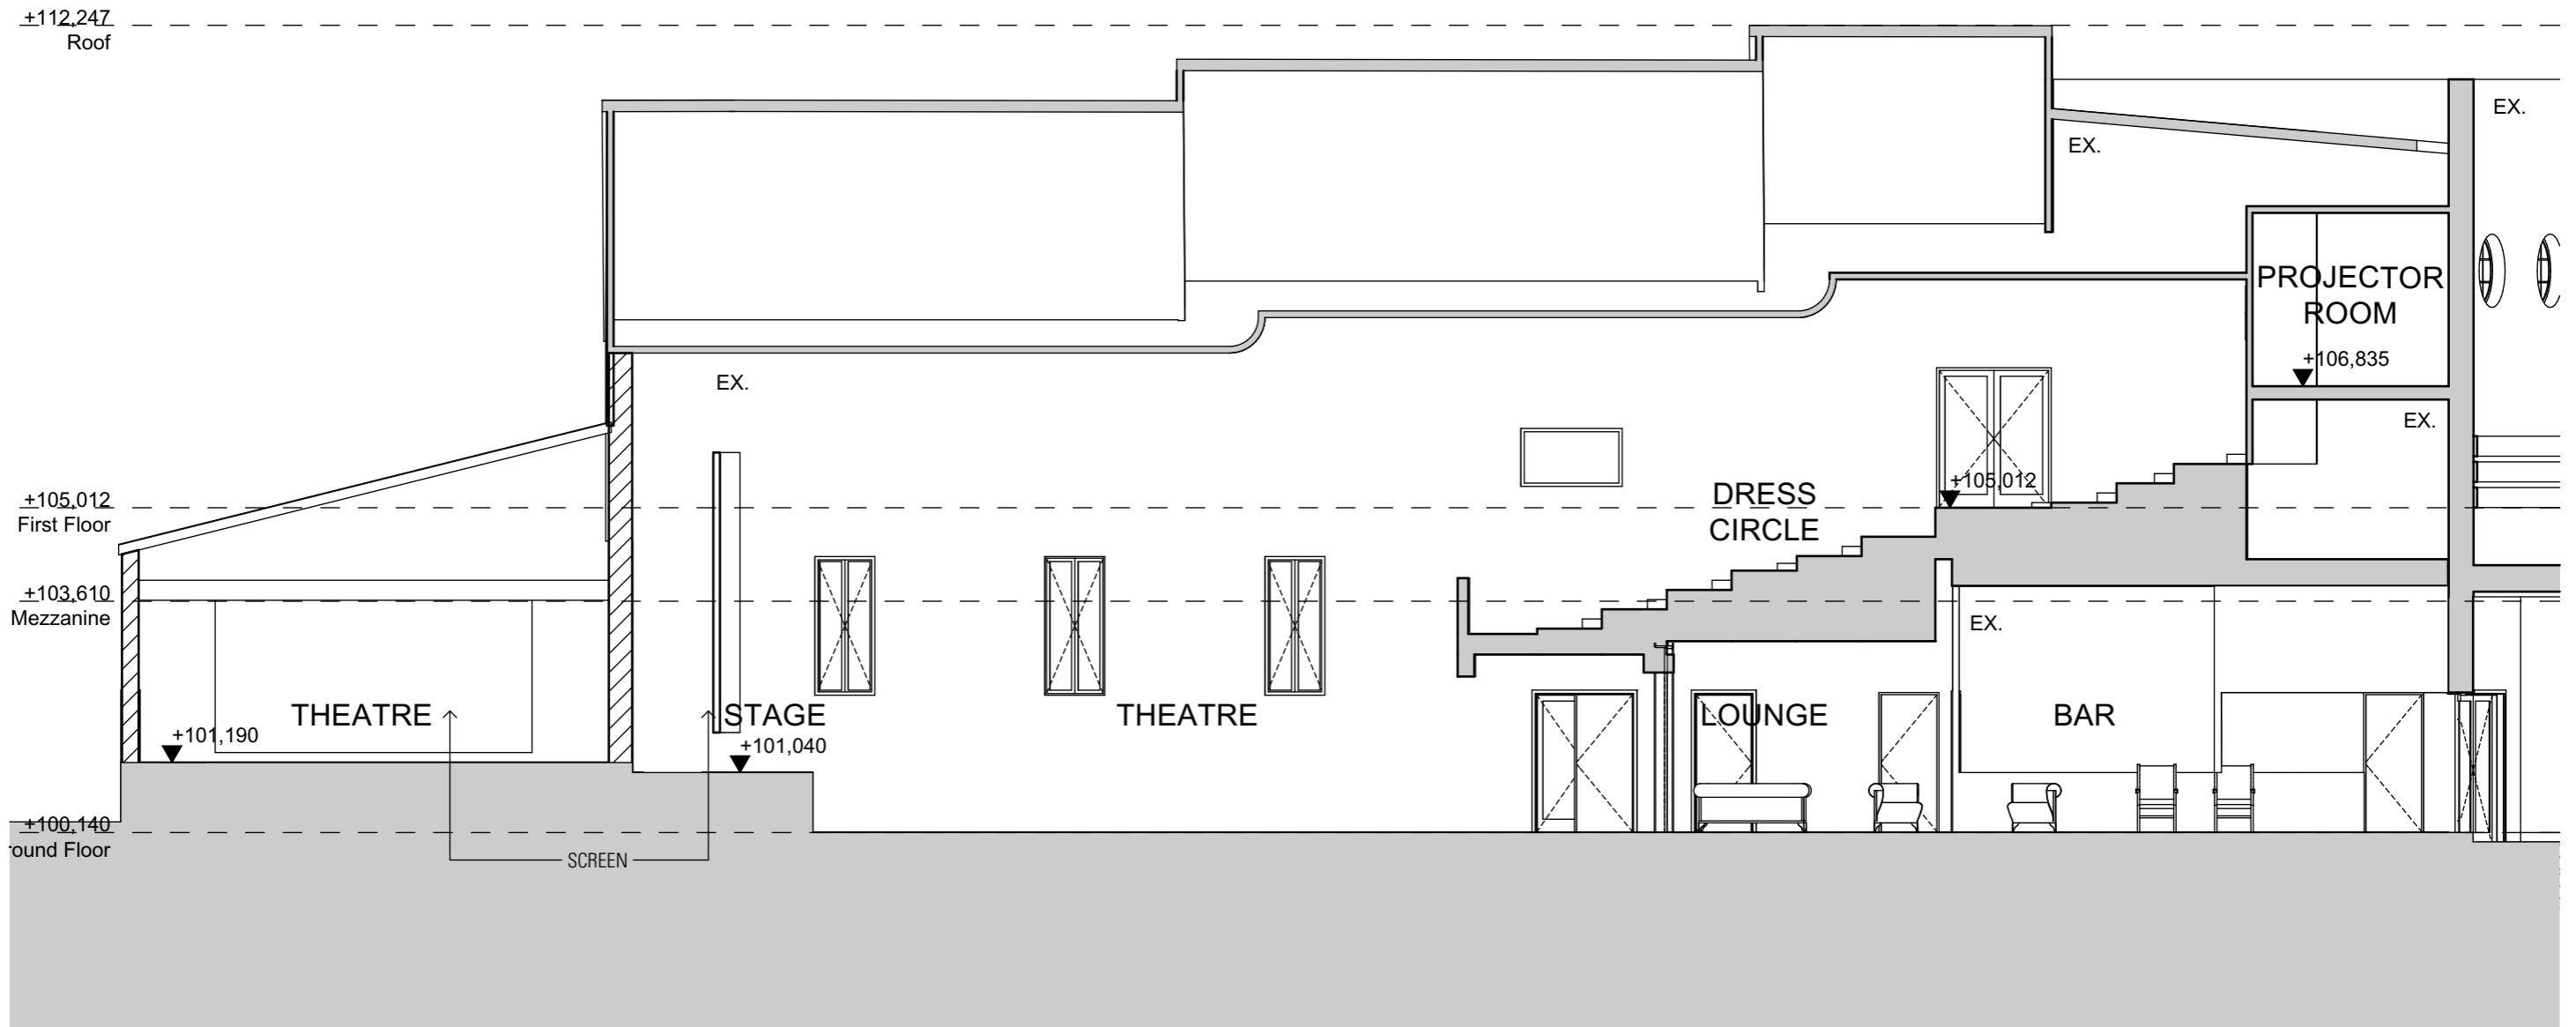 +112,247
Roof
EX.
EX.
PROJECTOR
ROOM
+106,835
EX.
EX.
+105,012
First Floor
DRESS
CIRCLE
+105,012
+103,610
Mezzanine
EX.
THEATRE
STAGE
THEATRE
LOUNGE
BAR
+101,190
+101,040
+100,140
round Floor
SCREEN